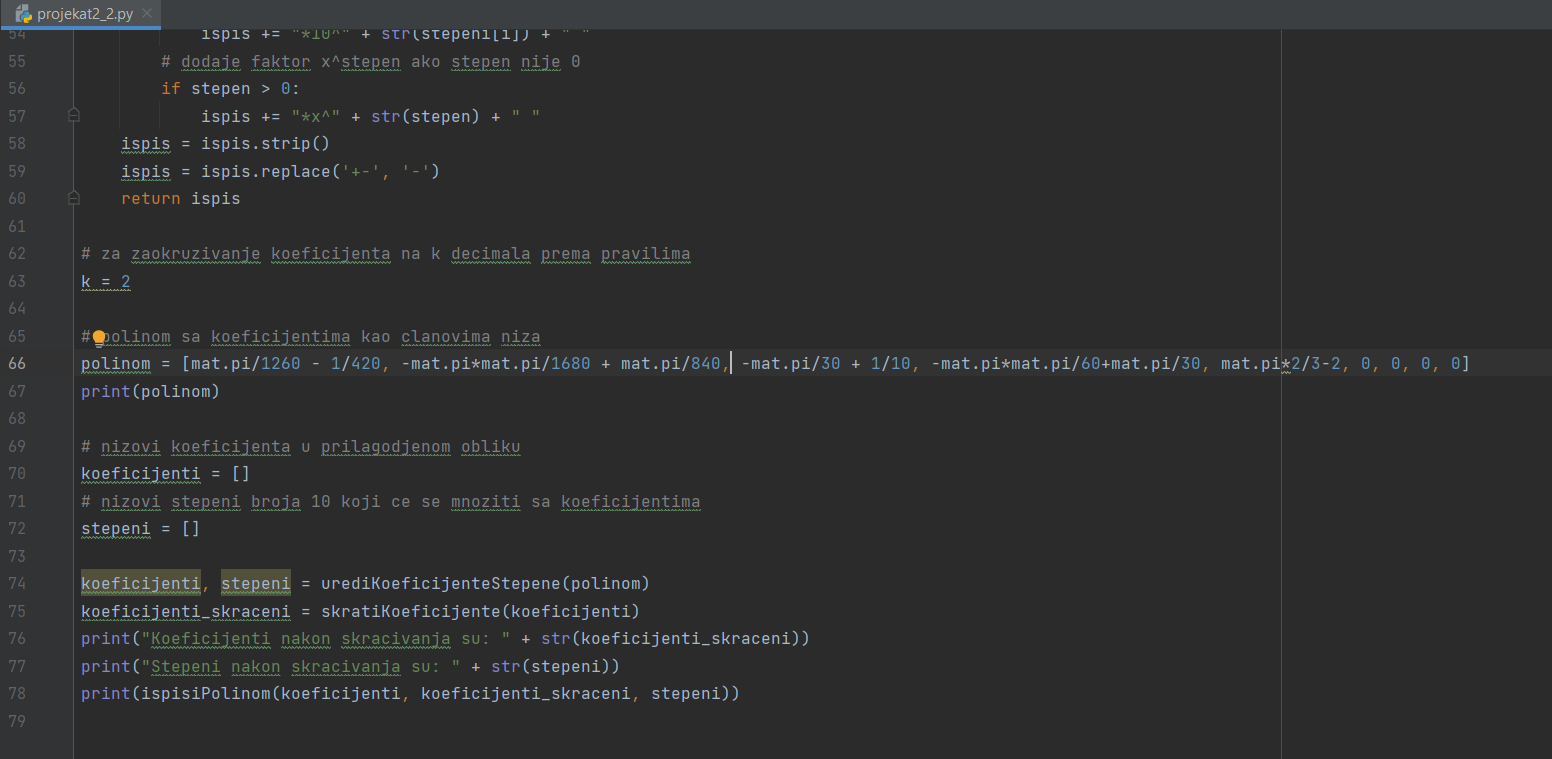 projekat2_2.py
54 ispis += "*10^" + str(stepeni[i]) + " "
55 # dodaje faktor x^stepen ako stepen nije 0
56 if stepen > 0:
57 ispis += "*x^" + str(stepen) + " "
58 ispis = ispis.strip()
59 ispis = ispis.replace('+-', '-')
60 return ispis
61
62 # za zaokruzivanje koeficijenta na k decimala prema pravilima
63 k = 2
64
65 # polinom sa koeficijentima kao clanovima niza
66 polinom = [mat.pi/1260 - 1/420, -mat.pi*mat.pi/1680 + mat.pi/840, -mat.pi/30 + 1/10, -mat.pi*mat.pi/60+mat.pi/30, mat.pi*2/3-2, 0, 0, 0, 0]
67 print(polinom)
68
69 # nizovi koeficijenta u prilagodjenom obliku
70 koeficijenti = []
71 # nizovi stepeni broja 10 koji ce se mnoziti sa koeficijentima
72 stepeni = []
73
74 koeficijenti, stepeni = urediKoeficijenteStepene(polinom)
75 koeficijenti_skraceni = skratiKoeficijente(koeficijenti)
76 print("Koeficijenti nakon skracivanja su: " + str(koeficijenti_skraceni))
77 print("Stepeni nakon skracivanja su: " + str(stepeni))
78 print(ispisiPolinom(koeficijenti, koeficijenti_skraceni, stepeni))
79